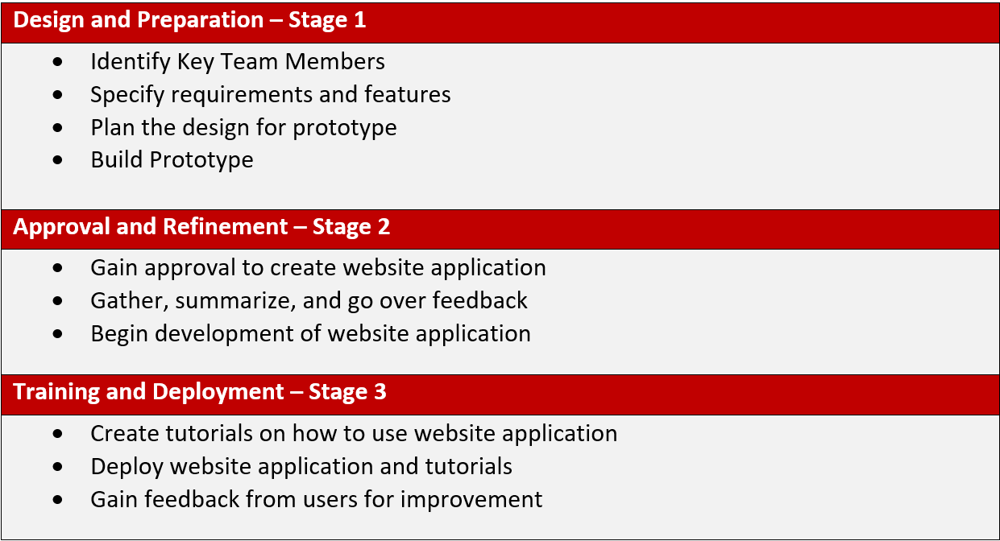 Design and Preparation – Stage 1
• Identify Key Team Members
• Specify requirements and features
• Plan the design for prototype
• Build Prototype
Approval and Refinement – Stage 2
• Gain approval to create website application
• Gather, summarize, and go over feedback
• Begin development of website application
Training and Deployment – Stage 3
• Create tutorials on how to use website application
• Deploy website application and tutorials
• Gain feedback from users for improvement